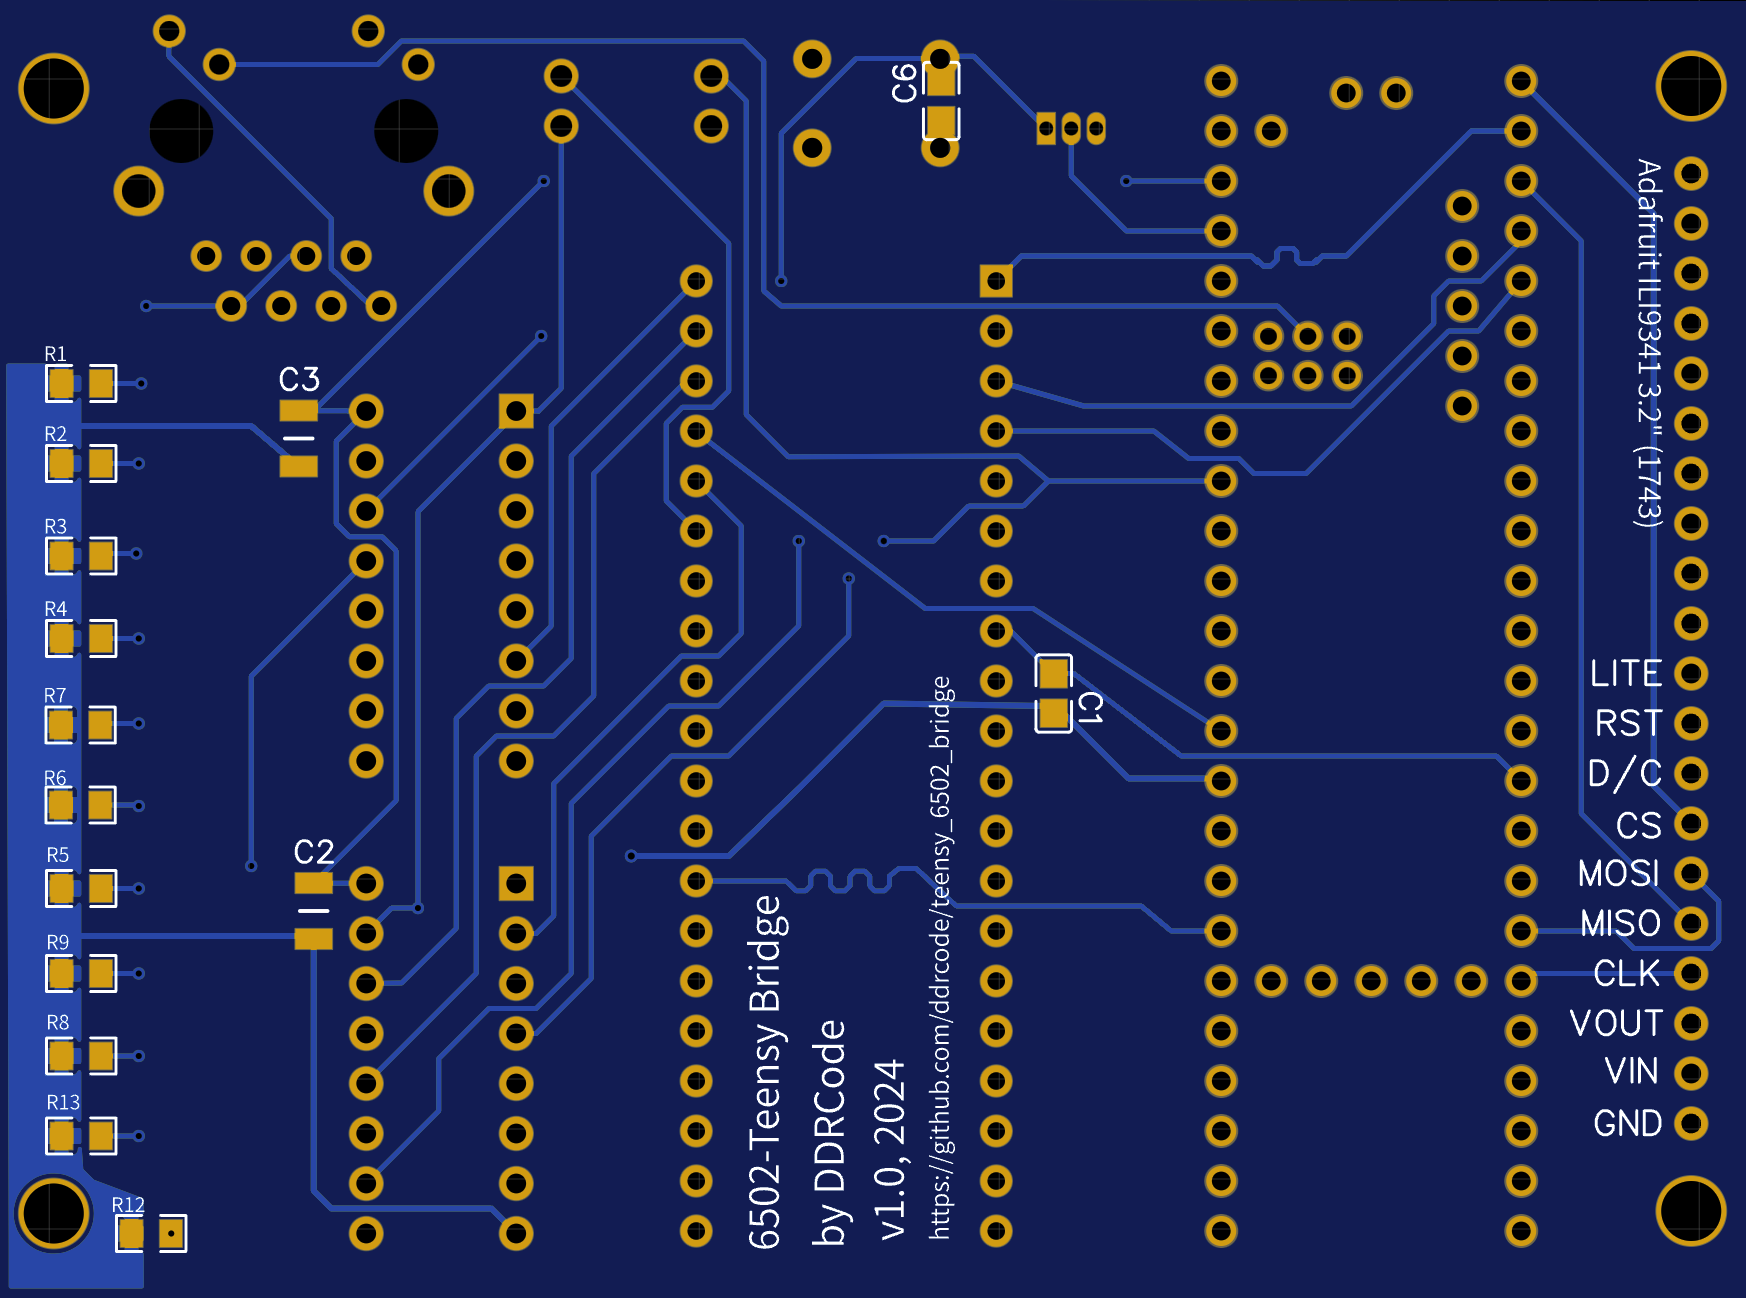 C6
R1
C3
R2
R3
R4
R7
R6
R5
C2
R9
R8
R13
R12
C1
6502-Teensy Bridge
by DDRCode
v1.0, 2024
https://github.com/ddrcode/teensy_6502_bridge
Adafruit ILI9341 3.2" (1743)
LITE
RST
D/C
CS
MOSI
MISO
CLK
VOUT
VIN
GND